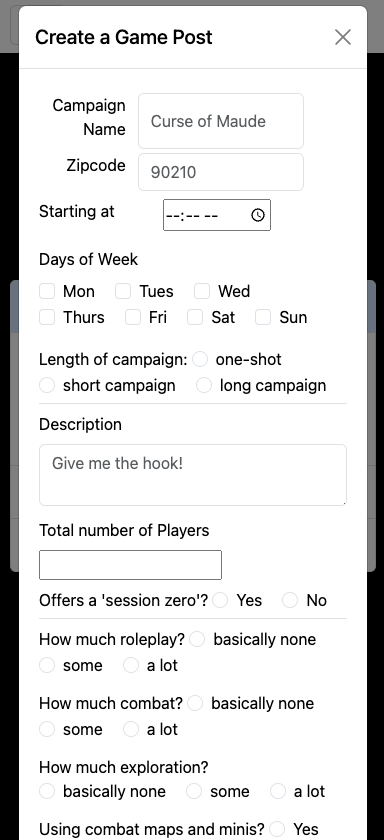 Create a Game Post
Campaign
Name
Curse of Maude
Zipcode
90210
Starting at
--:-- --
Days of Week
Mon Tues Wed
Thurs Fri Sat Sun
Length of campaign: one-shot
short campaign long campaign
Description
Give me the hook!
Total number of Players
Offers a 'session zero'? Yes No
How much roleplay? basically none
some a lot
How much combat? basically none
some a lot
How much exploration?
basically none some a lot
Using combat maps and minis? Yes